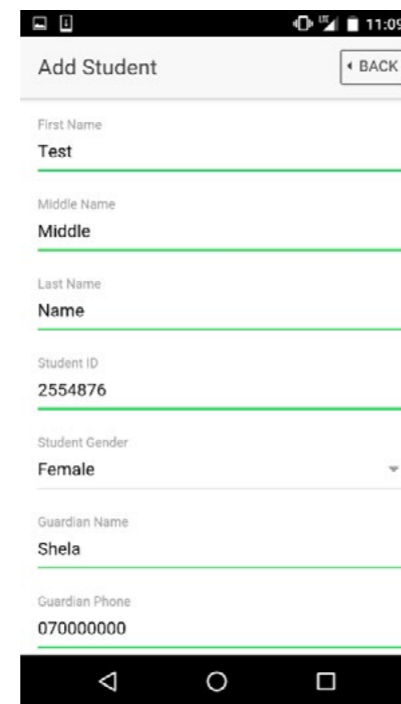 LTE 11:09
Add Student
BACK
First Name
Test
Middle Name
Middle
Last Name
Name
Student ID
2554876
Student Gender
Female
Guardian Name
Shela
Guardian Phone
070000000